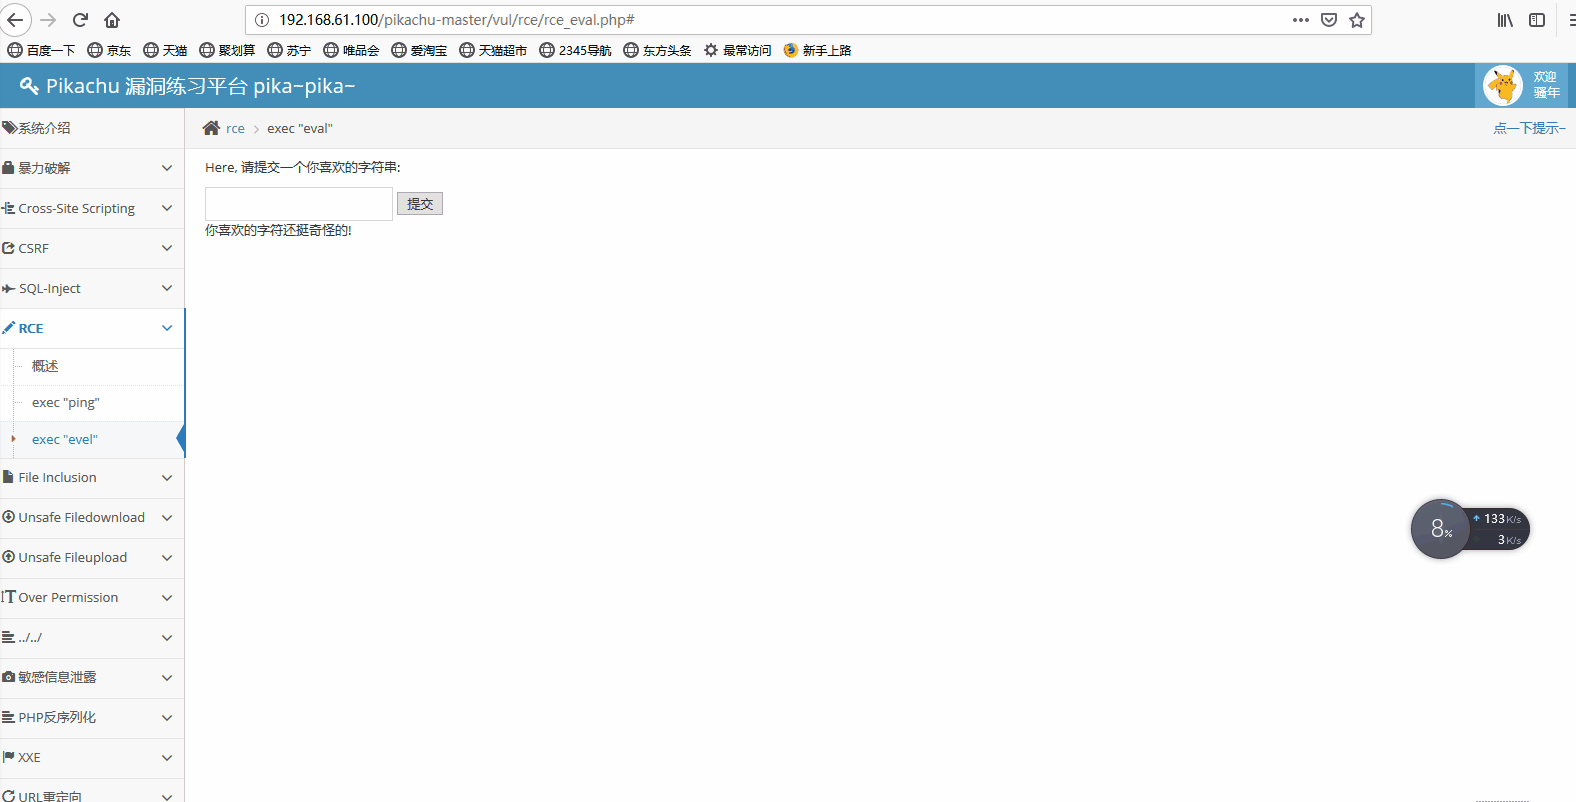 192.168.61.100/pikachu-master/vul/rce/rce_eval.php#
百度一下 京东 天猫 聚划算 苏宁 唯品会 爱淘宝 天猫超市 2345导航 东方头条 最常访问 新手上路
Pikachu 漏洞练习平台 pika~pika~
欢迎
骚年
系统介绍
rce exec "eval"
点一下提示~
暴力破解
Here, 请提交一个你喜欢的字符串:
提交
Cross-Site Scripting
你喜欢的字符还挺奇怪的!
CSRF
SQL-Inject
RCE
概述
exec "ping"
exec "evel"
File Inclusion
Unsafe Filedownload
8%
133K/s
3K/s
Unsafe Fileupload
Over Permission
../../
敏感信息泄露
PHP反序列化
XXE
URL重定向